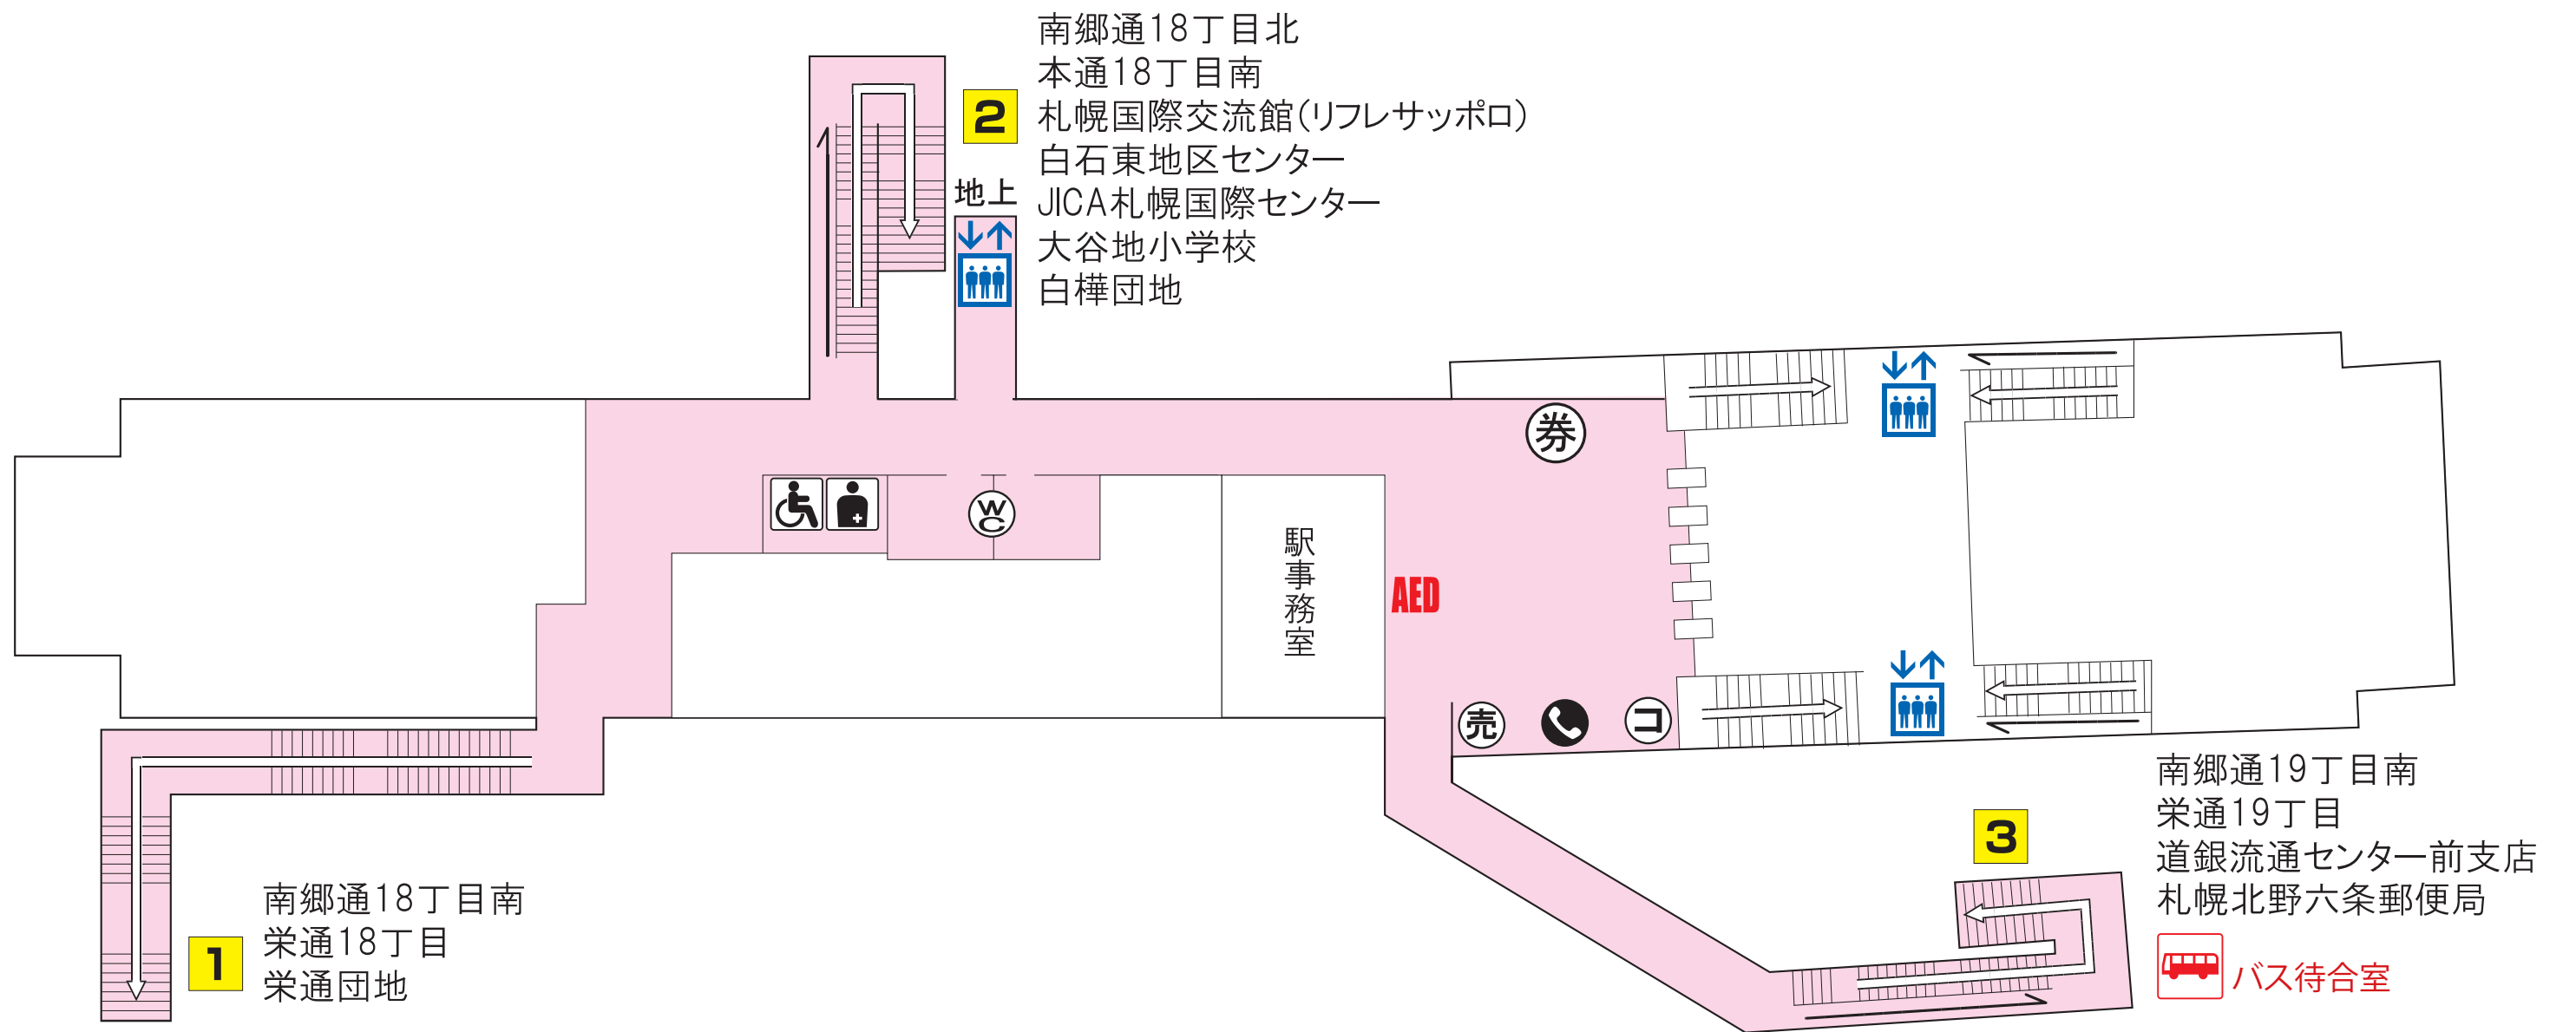 南郷通18丁目北
本通18丁目南
札幌国際交流館(リフレサッポロ)
白石東地区センター
JICA札幌国際センター
大谷地小学校
白樺団地
2
地上
券
WC
駅事務室
AED
売
コ
南郷通19丁目南
栄通19丁目
道銀流通センター前支店
札幌北野六条郵便局
バス待合室
3
南郷通18丁目南
栄通18丁目
栄通団地
1